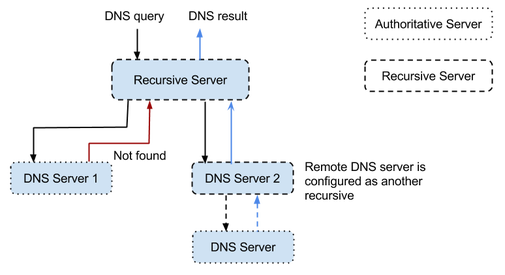 DNS query
DNS result
Authoritative Server
Recursive Server
Recursive Server
Not found
DNS Server 1
DNS Server 2
Remote DNS server is
configured as another
recursive
DNS Server